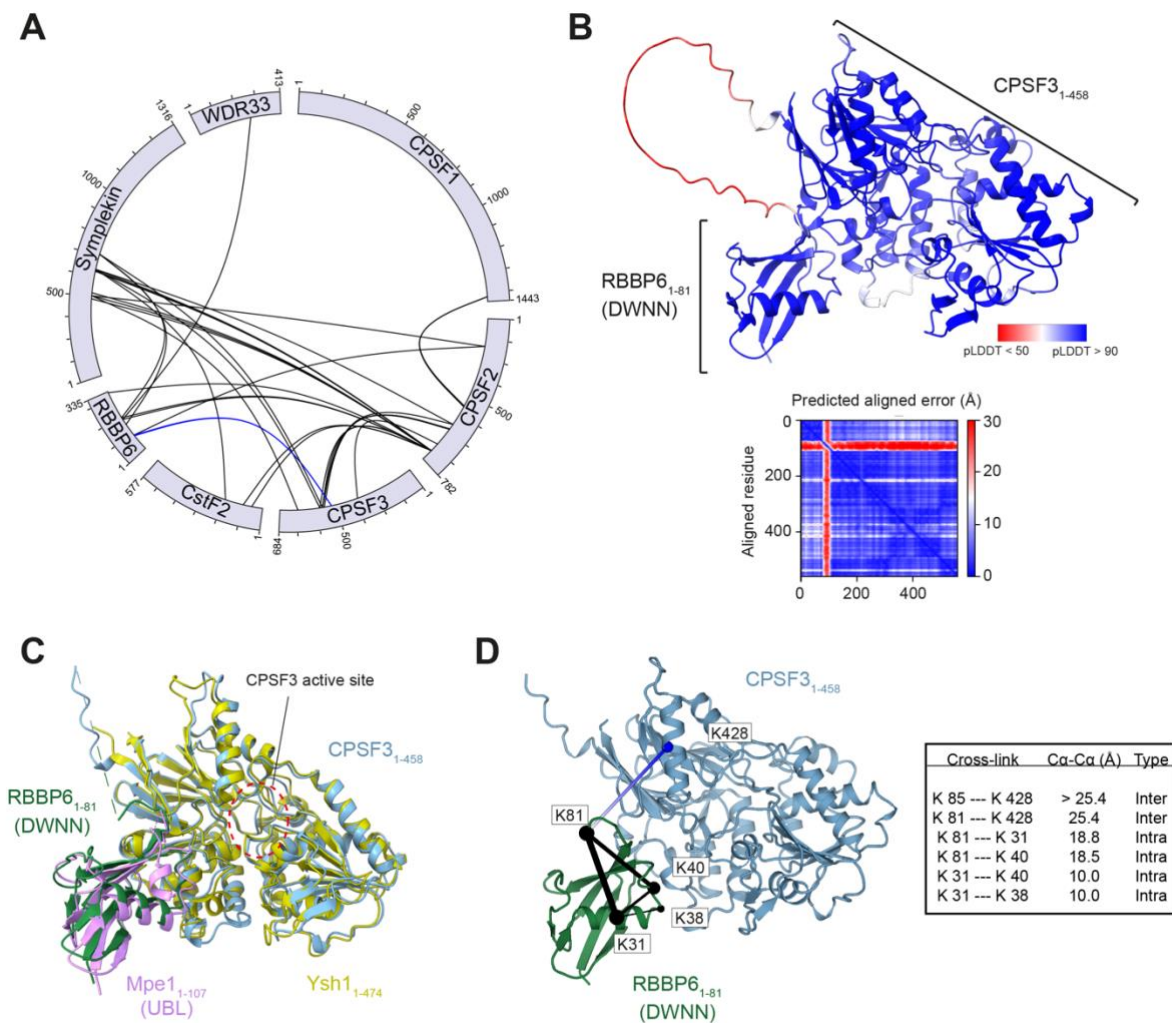 A
WDR33
1
413
CPSF1
1
500
1000
1443
CPSF2
1
500
782
CPSF3
1
500
684
CstF2
1
577
RBBP6
1
335
Symplekin
1
500
1000
1316
B
CPSF3 1-458
RBBP6 1-81
(DWNN)
pLDDT < 50
pLDDT > 90
Predicted aligned error (Å)
0
200
400
Aligned residue
0
200
400
30
20
10
0
C
CPSF3 active site
CPSF3 1-458
RBBP6 1-81
(DWNN)
Mpe1 1-107
(UBL)
Ysh1 1-474
D
CPSF3 1-458
K428
K81
K40
K38
K31
RBBP6 1-81
(DWNN)
Cross-link Cα-Cα (Å) Type
K 85 --- K 428 > 25.4 Inter
K 81 --- K 428 25.4 Inter
K 81 --- K 31 18.8 Intra
K 81 --- K 40 18.5 Intra
K 31 --- K 40 10.0 Intra
K 31 --- K 38 10.0 Intra